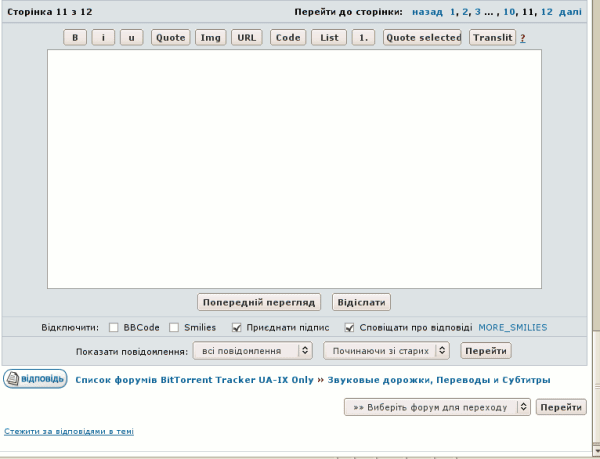 Сторінка 11 з 12 Перейти до сторінки: назад 1, 2, 3 ... , 10, 11, 12 далі
B i u Quote Img URL Code List 1. Quote selected Translit ?
Попередній перегляд Відіслати
Відключити: BBCode Smilies Приєднати підпис Сповіщати про відповіді MORE_SMILIES
Показати повідомлення: всі повідомлення Починаючи зі старих Перейти
відповідь Список форумів BitTorrent Tracker UA-IX Only » Звуковые дорожки, Переводы и Субтитры
»» Виберіть форум для переходу Перейти
Стежити за відповідями в темі